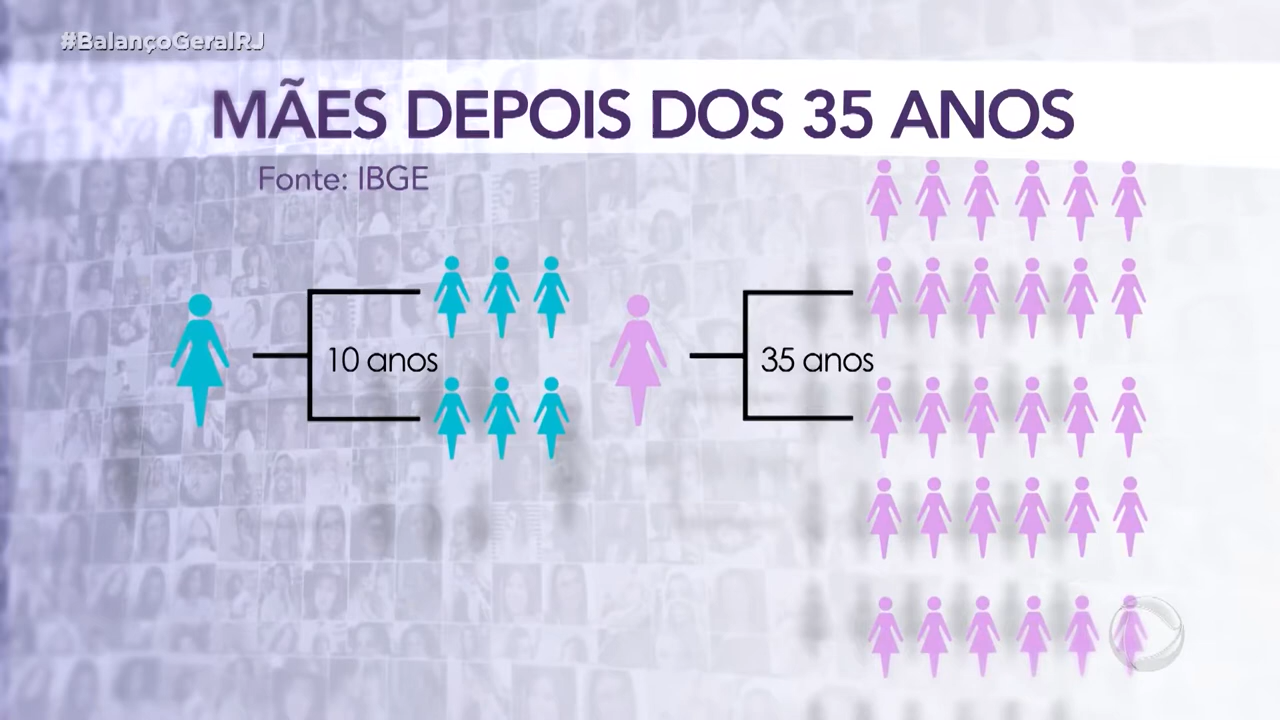 #BalançoGeralRJ
MÃES DEPOIS DOS 35 ANOS
Fonte: IBGE
10 anos
35 anos